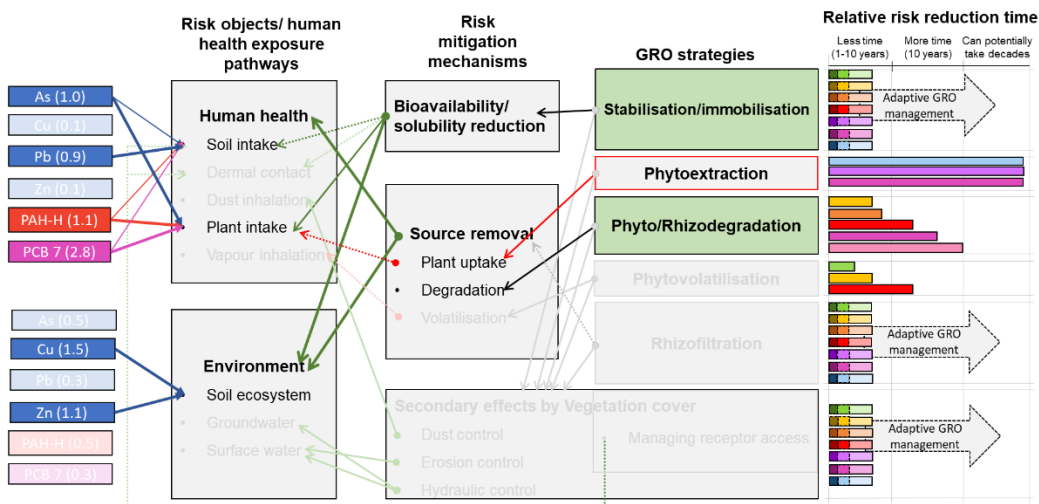 Risk objects/ human
health exposure
pathways
Risk
mitigation
mechanisms
GRO strategies
Relative risk reduction time
Less time
(1-10 years)
More time
(10 years)
Can potentially
take decades
As (1.0)
Cu (0.1)
Pb (0.9)
Zn (0.1)
PAH-H (1.1)
PCB 7 (2.8)
As (0.5)
Cu (1.5)
Pb (0.3)
Zn (1.1)
PAH-H (0.5)
PCB 7 (0.3)
Human health
• Soil intake
• Dermal contact
• Dust inhalation
• Plant intake
• Vapour inhalation
Environment
• Soil ecosystem
• Groundwater
• Surface water
Bioavailability/
solubility reduction
Source removal
• Plant uptake
• Degradation
• Volatilisation
Secondary effects by Vegetation cover
• Dust control
• Erosion control
• Hydraulic control
• Managing receptor access
Stabilisation/immobilisation
Phytoextraction
Phyto/Rhizodegradation
Phytovolatilisation
Rhizofiltration
Adaptive GRO
management
Adaptive GRO
management
Adaptive GRO
management